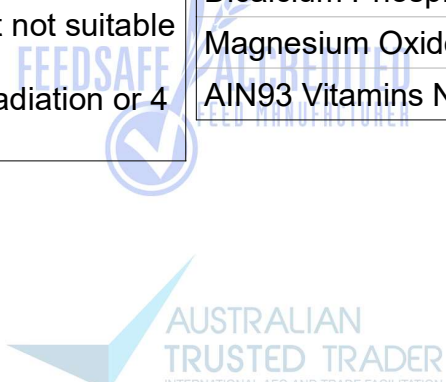 t not suitable
Magnesium Oxide
adiation or 4
AIN93 Vitamins N
FEEDSAFE ACCREDITED
FEED MANUFACTURER
AUSTRALIAN
TRUSTED TRADER